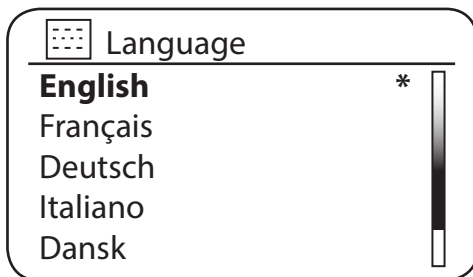 Language
English *
Français
Deutsch
Italiano
Dansk